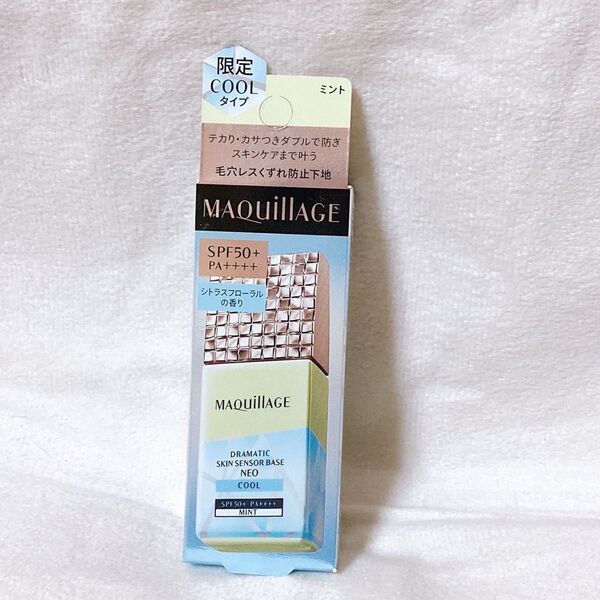 限定
COOL
タイプ
ミント
テカり・カサつきダブルで防ぎ
スキンケアまで叶う
毛穴レスくずれ防止下地
MAQuillAGE
SPF50+
PA++++
シトラスフローラル
の香り
MAQuillAGE
DRAMATIC
SKIN SENSOR BASE
NEO
COOL
SPF50+ PA++++
MINT